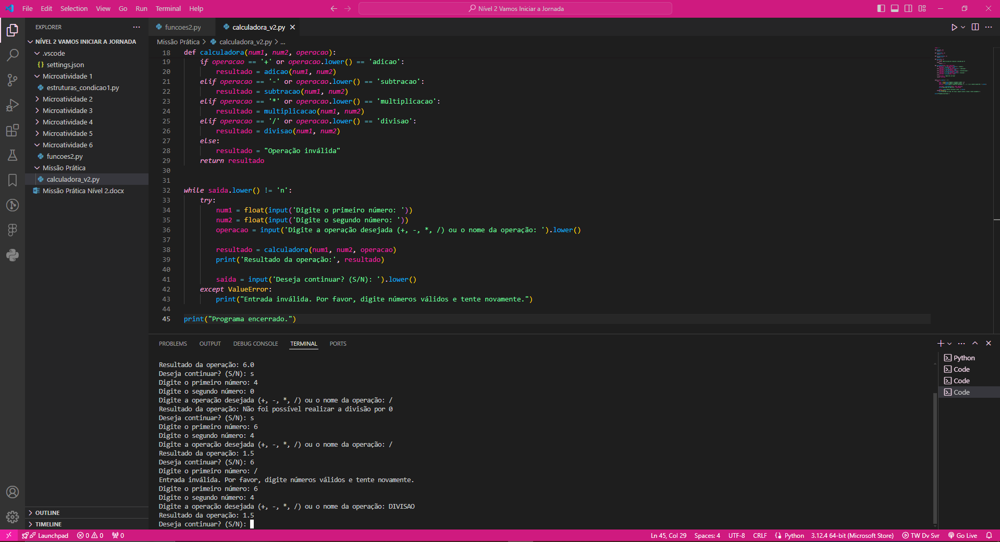 File Edit Selection View Go Run Terminal Help
Nível 2 Vamos Iniciar a Jornada
EXPLORER
NÍVEL 2 VAMOS INICIAR A JORNADA
.vscode
{} settings.json
Microatividade 1
estruturas_condicao1.py
Microatividade 2
Microatividade 3
Microatividade 4
Microatividade 5
Microatividade 6
funcoes2.py
Missão Prática
calculadora_v2.py
Missão Prática Nível 2.docx
OUTLINE
TIMELINE
funcoes2.py calculadora_v2.py
Missão Prática > calculadora_v2.py > ...
18 def calculadora(num1, num2, operacao):
19 if operacao == '+' or operacao.lower() == 'adicao':
20 resultado = adicao(num1, num2)
21 elif operacao == '-' or operacao.lower() == 'subtracao':
22 resultado = subtracao(num1, num2)
23 elif operacao == '*' or operacao.lower() == 'multiplicacao':
24 resultado = multiplicacao(num1, num2)
25 elif operacao == '/' or operacao.lower() == 'divisao':
26 resultado = divisao(num1, num2)
27 else:
28 resultado = "Operação inválida"
29 return resultado
30
31
32 while saida.lower() != 'n':
33 try:
34 num1 = float(input('Digite o primeiro número: '))
35 num2 = float(input('Digite o segundo número: '))
36 operacao = input('Digite a operação desejada (+, -, *, /) ou o nome da operação: ').lower()
37
38 resultado = calculadora(num1, num2, operacao)
39 print('Resultado da operação:', resultado)
40
41 saida = input('Deseja continuar? (S/N): ').lower()
42 except ValueError:
43 print("Entrada inválida. Por favor, digite números válidos e tente novamente.")
44
45 print("Programa encerrado.")
PROBLEMS OUTPUT DEBUG CONSOLE TERMINAL PORTS
Resultado da operação: 6.0
Deseja continuar? (S/N): s
Digite o primeiro número: 4
Digite o segundo número: 0
Digite a operação desejada (+, -, *, /) ou o nome da operação: /
Resultado da operação: Não foi possível realizar a divisão por 0
Deseja continuar? (S/N): s
Digite o primeiro número: 6
Digite o segundo número: 4
Digite a operação desejada (+, -, *, /) ou o nome da operação: /
Resultado da operação: 1.5
Deseja continuar? (S/N): 6
Digite o primeiro número: /
Entrada inválida. Por favor, digite números válidos e tente novamente.
Digite o primeiro número: 6
Digite o segundo número: 4
Digite a operação desejada (+, -, *, /) ou o nome da operação: DIVISAO
Resultado da operação: 1.5
Deseja continuar? (S/N):
Python
Code
Code
Code
Launchpad 0 0 0 Ln 45, Col 29 Spaces: 4 UTF-8 CRLF Python 3.12.4 64-bit (Microsoft Store) TW Dv Svr Go Live